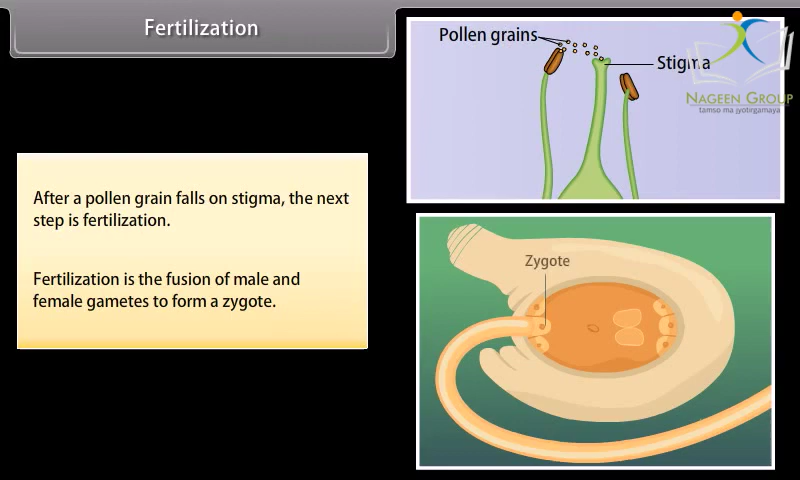 Fertilization
Pollen grains
Stigma
NAGEEN GROUP
tamso ma jyotirgamaya
After a pollen grain falls on stigma, the next
step is fertilization.
Fertilization is the fusion of male and
female gametes to form a zygote.
Zygote